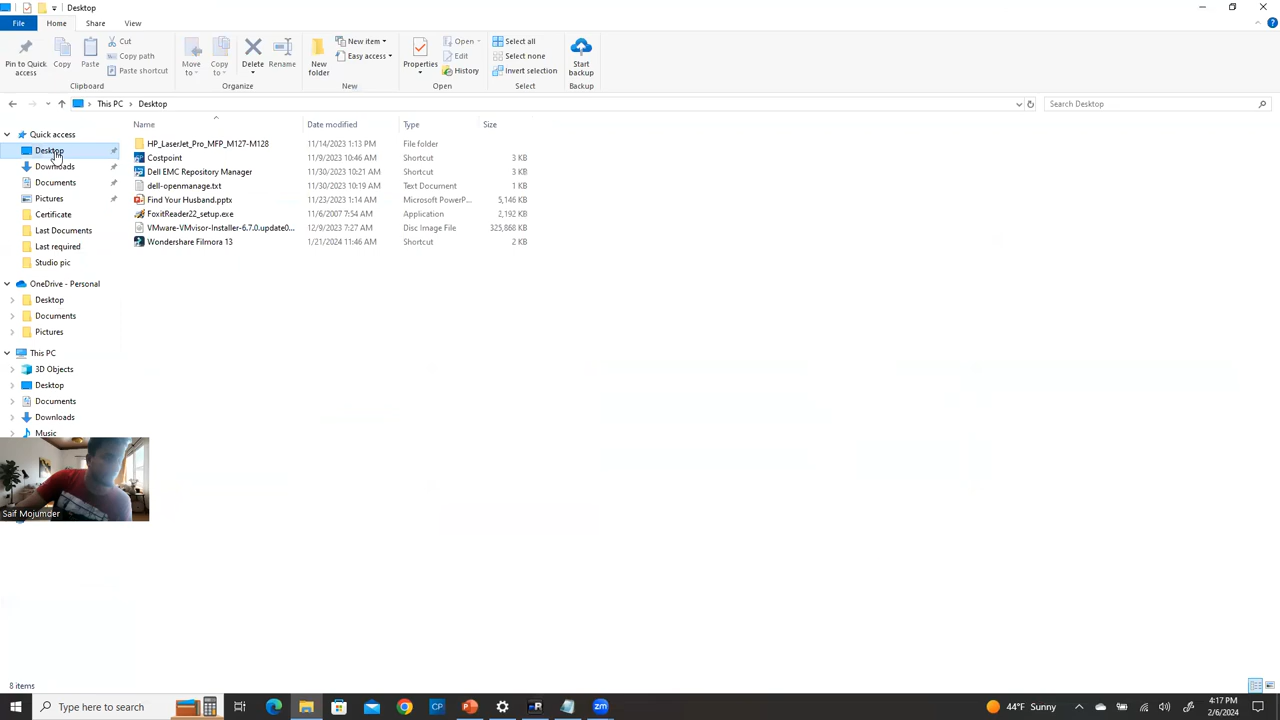 Desktop
File Home Share View
Pin to Quick access
Copy
Paste
Cut
Copy path
Paste shortcut
Clipboard
Move to
Copy to
Delete
Rename
Organize
New folder
New item
Easy access
New
Properties
Open
Edit
History
Open
Select all
Select none
Invert selection
Select
Start backup
Backup
This PC > Desktop
Search Desktop
Name Date modified Type Size
HP_LaserJet_Pro_MFP_M127-M128 11/14/2023 1:13 PM File folder
Costpoint 11/9/2023 10:46 AM Shortcut 3 KB
Dell EMC Repository Manager 11/30/2023 10:21 AM Shortcut 3 KB
dell-openmanage.txt 11/30/2023 10:19 AM Text Document 1 KB
Find Your Husband.pptx 11/23/2023 1:14 AM Microsoft PowerP... 5,146 KB
FoxitReader22_setup.exe 11/6/2007 7:54 AM Application 2,192 KB
VMware-VMvisor-Installer-6.7.0.update0... 12/9/2023 7:27 AM Disc Image File 325,868 KB
Wondershare Filmora 13 1/21/2024 11:46 AM Shortcut 2 KB
Quick access
Desktop
Downloads
Documents
Pictures
Certificate
Last Documents
Last required
Studio pic
OneDrive - Personal
Desktop
Documents
Pictures
This PC
3D Objects
Desktop
Documents
Downloads
Music
Saif Mojumder
8 items
Type here to search
44°F Sunny
4:17 PM
2/6/2024